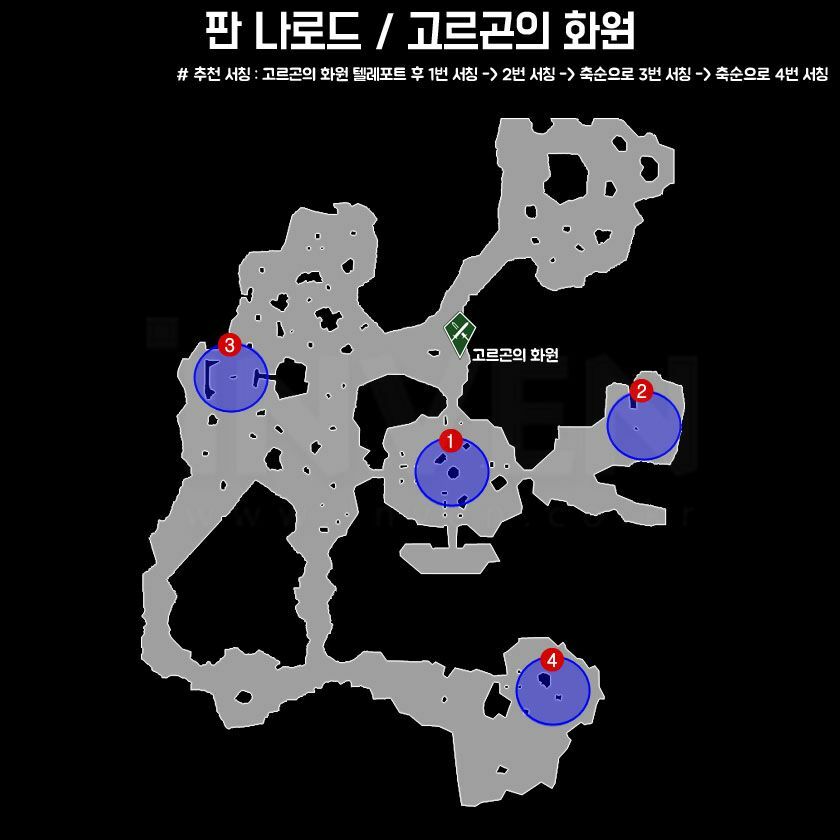 판 나로드 / 고르곤의 화원
# 추천 서칭 : 고르곤의 화원 텔레포트 후 1번 서칭 -> 2번 서칭 -> 축순으로 3번 서칭 -> 축순으로 4번 서칭
고르곤의 화원
3
2
1
INVEN
www.inven.co.kr
4